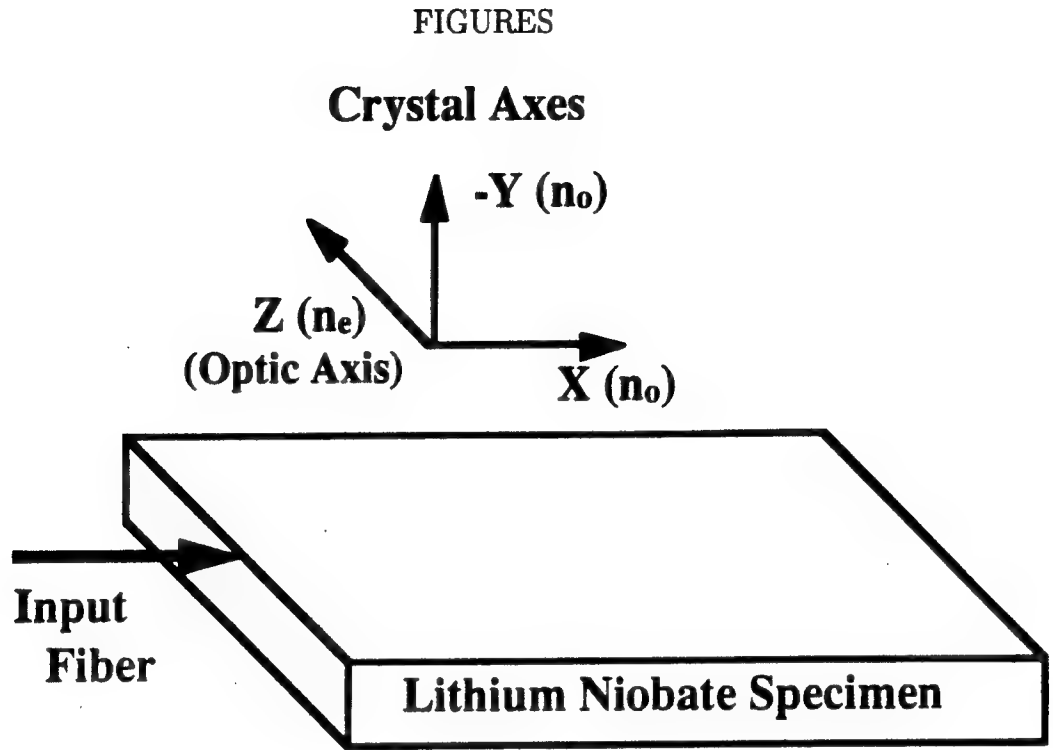 FIGURES
Crystal Axes
-Y (no)
Z (ne)
(Optic Axis)
X (no)
Input
Fiber
Lithium Niobate Specimen